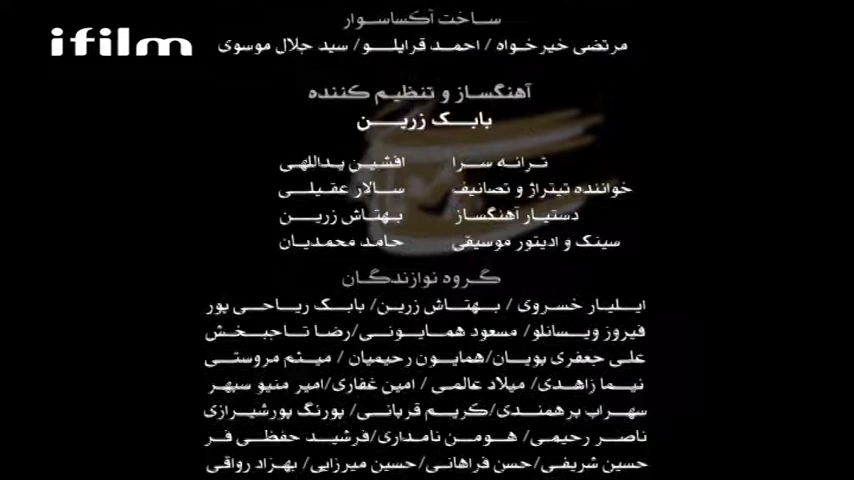 ifilm
ساخت آکساسوار
مرتضی خیرخواه / احمد قرایلو / سید جلال موسوی
آهنگساز و تنظیم کننده
بابک زرین
ترانه سرا افشین یداللهی
خواننده تیتراژ و تصانیف سالار عقیلی
دستیار آهنگساز بهتاش زرین
سینک و ادیتور موسیقی حامد محمدیان
گروه نوازندگان
ایلیار خسروی / بهتاش زرین / بابک ریاحی پور
فیروز ویسانلو / مسعود همایونی / رضا تاجبخش
علی جعفری پویان / همایون رحیمیان / میثم مروستی
نیما زاهدی / میلاد عالمی / امین غفاری / امیر منیو سپهر
سهراب برهمندی / کریم قربانی / پورنگ پورشیرازی
ناصر رحیمی / هومن نامداری / فرشید حفظی فر
حسین شریفی / حسن فراهانی / حسین میرزایی / بهزاد رواقی